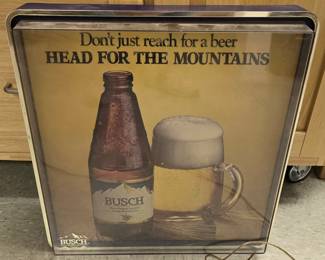 Don't just reach for a beer
HEAD FOR THE MOUNTAINS
BUSCH
BUSCH